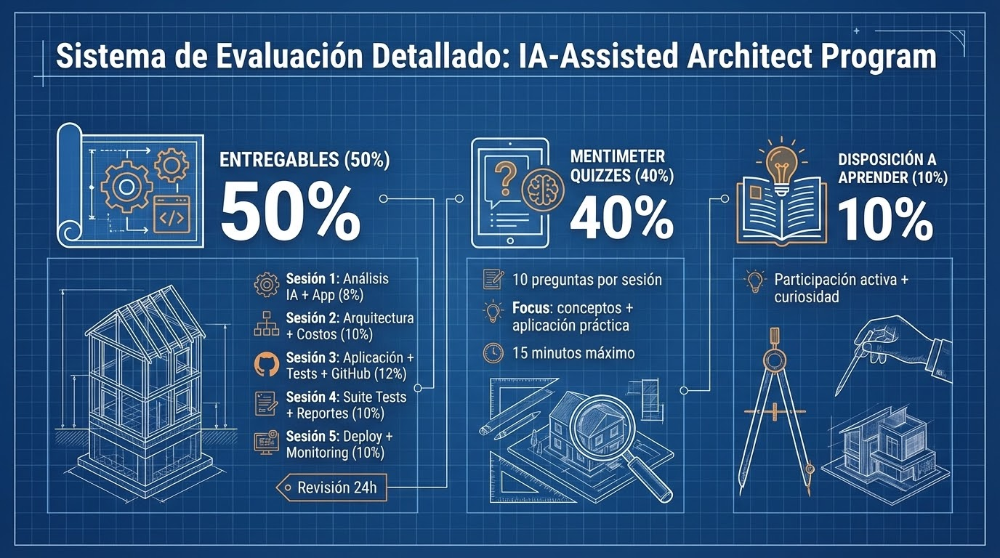 Sistema de Evaluación Detallado: IA-Assisted Architect Program
ENTREGABLES (50%)
50%
Sesión 1: Análisis
IA + App (8%)
Sesión 2: Arquitectura
+ Costos (10%)
Sesión 3: Aplicación +
Tests + GitHub (12%)
Sesión 4: Suite Tests
+ Reportes (10%)
Sesión 5: Deploy +
Monitoring (10%)
Revisión 24h
MENTIMETER
QUIZZES (40%)
40%
10 preguntas por sesión
Focus: conceptos +
aplicación práctica
15 minutos máximo
DISPOSICIÓN A
APRENDER (10%)
10%
Participación activa +
curiosidad